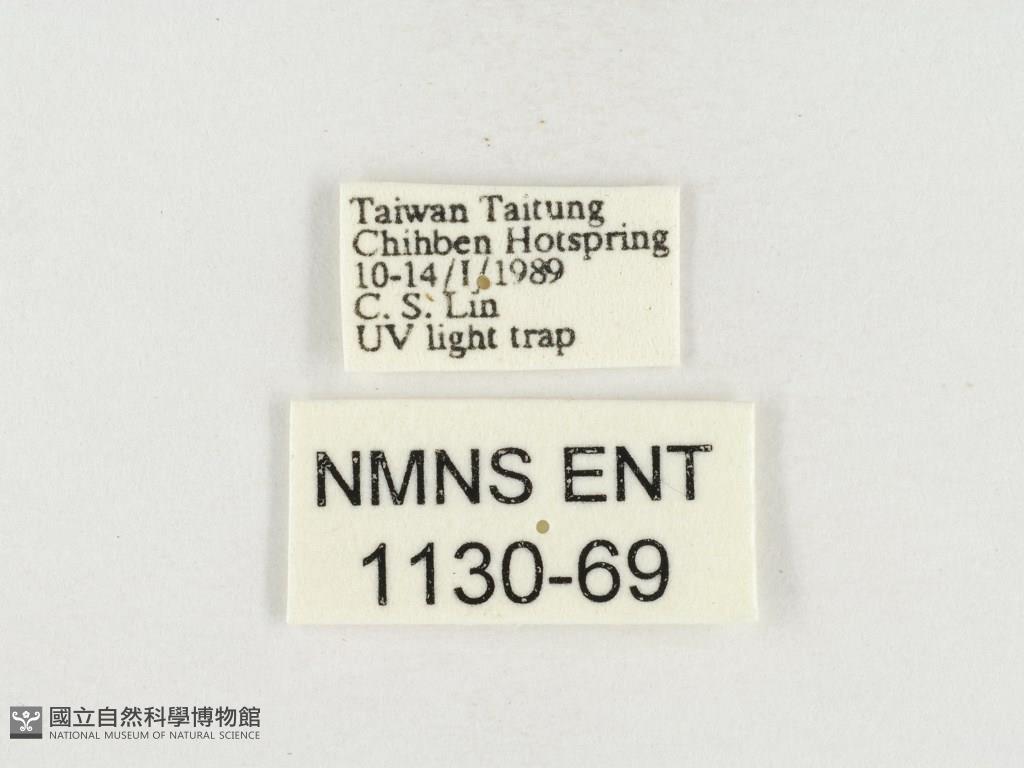 Taiwan Taitung
Chihben Hotspring
10-14/I/1989
C. S. Lin
UV light trap
NMNS ENT
1130-69
國立自然科學博物館
NATIONAL MUSEUM OF NATURAL SCIENCE